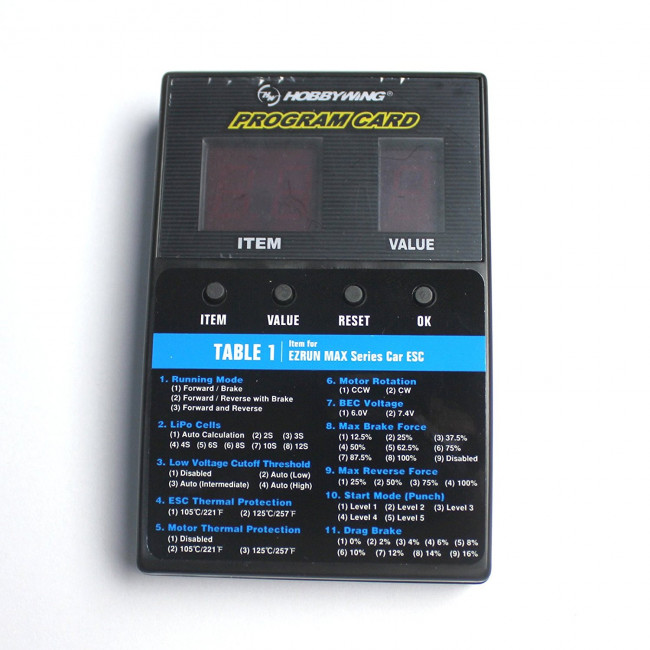 HOBBYWING®
PROGRAM CARD
ITEM VALUE
ITEM VALUE RESET OK
TABLE 1 Item for
EZRUN MAX Series Car ESC
1. Running Mode
(1) Forward / Brake
(2) Forward / Reverse with Brake
(3) Forward and Reverse
2. LiPo Cells
(1) Auto Calculation (2) 2S (3) 3S
(4) 4S (5) 6S (6) 8S (7) 10S (8) 12S
3. Low Voltage Cutoff Threshold
(1) Disabled (2) Auto (Low)
(3) Auto (Intermediate) (4) Auto (High)
4. ESC Thermal Protection
(1) 105℃/221℉ (2) 125℃/257℉
5. Motor Thermal Protection
(1) Disabled
(2) 105℃/221℉ (3) 125℃/257℉
6. Motor Rotation
(1) CCW (2) CW
7. BEC Voltage
(1) 6.0V (2) 7.4V
8. Max Brake Force
(1) 12.5% (2) 25% (3) 37.5%
(4) 50% (5) 62.5% (6) 75%
(7) 87.5% (8) 100% (9) Disabled
9. Max Reverse Force
(1) 25% (2) 50% (3) 75% (4) 100%
10. Start Mode (Punch)
(1) Level 1 (2) Level 2 (3) Level 3
(4) Level 4 (5) Level 5
11. Drag Brake
(1) 0% (2) 2% (3) 4% (4) 6% (5) 8%
(6) 10% (7) 12% (8) 14% (9) 16%